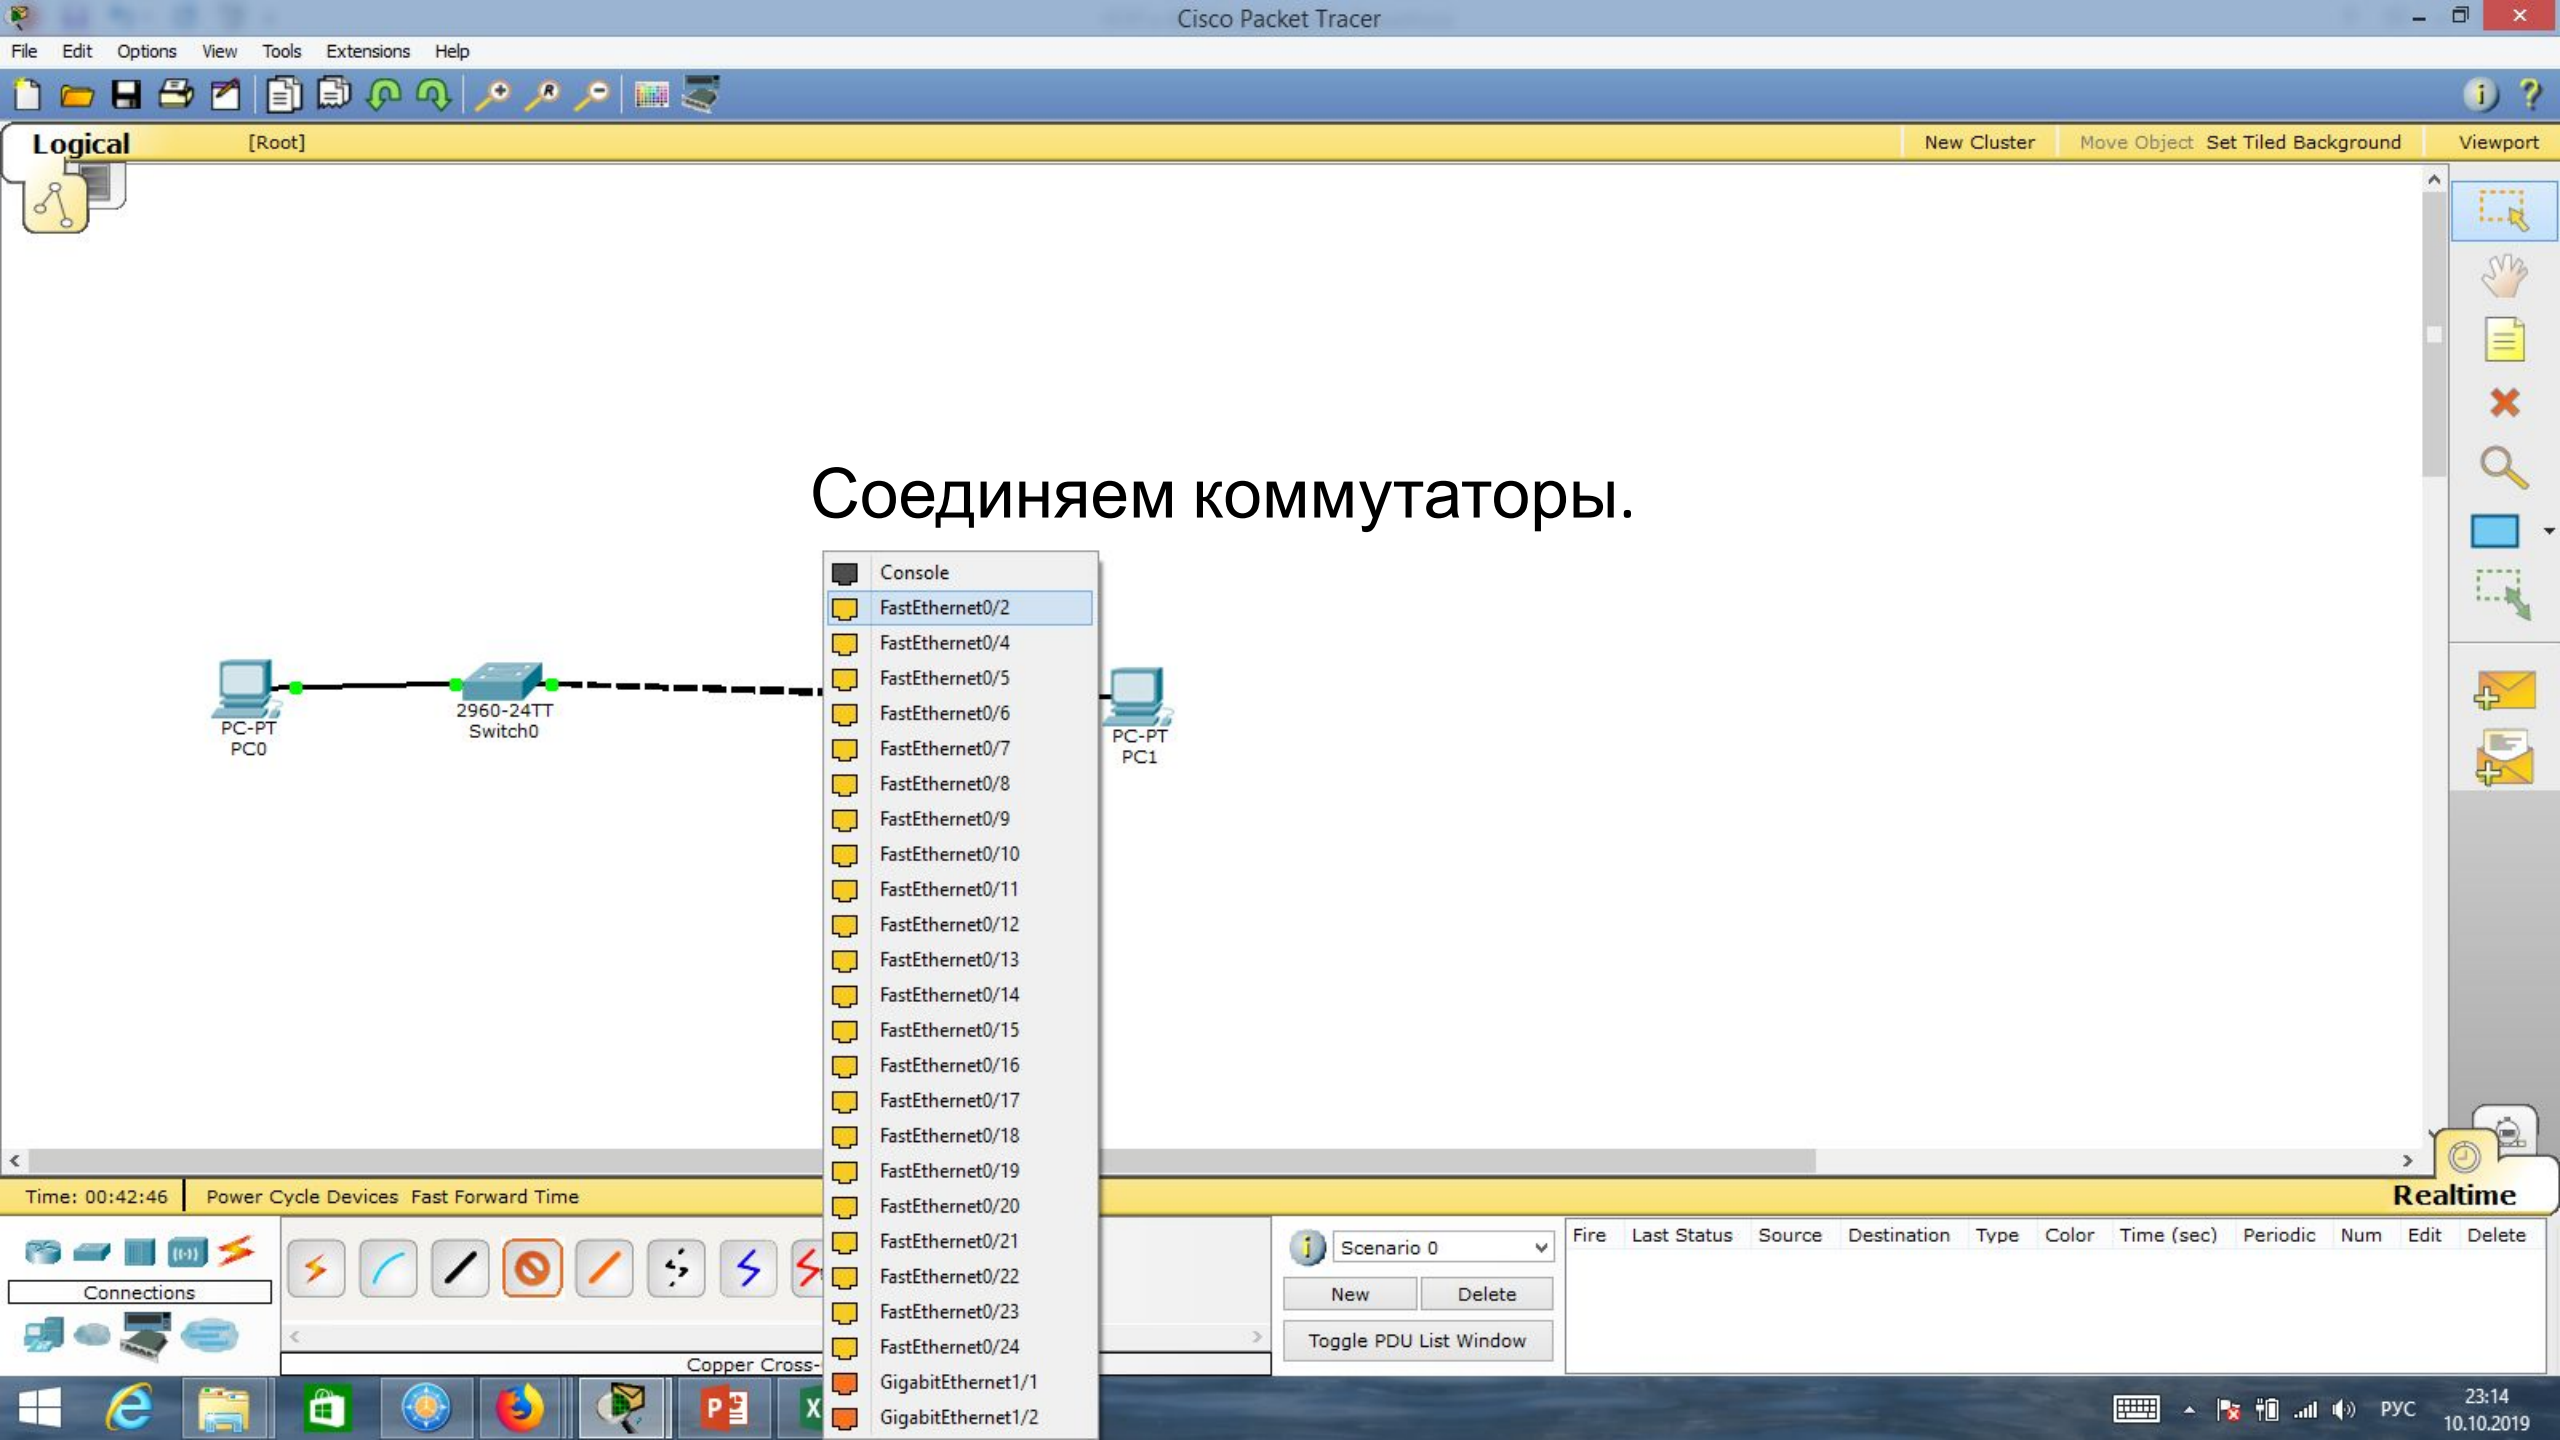 Cisco Packet Tracer
File Edit Options View Tools Extensions Help
Logical [Root] New Cluster Move Object Set Tiled Background Viewport
Соединяем коммутаторы.
Console
FastEthernet0/2
FastEthernet0/4
FastEthernet0/5
FastEthernet0/6
FastEthernet0/7
FastEthernet0/8
FastEthernet0/9
FastEthernet0/10
FastEthernet0/11
FastEthernet0/12
FastEthernet0/13
FastEthernet0/14
FastEthernet0/15
FastEthernet0/16
FastEthernet0/17
FastEthernet0/18
FastEthernet0/19
FastEthernet0/20
FastEthernet0/21
FastEthernet0/22
FastEthernet0/23
FastEthernet0/24
GigabitEthernet1/1
GigabitEthernet1/2
PC-PT
PC0
2960-24TT
Switch0
PC-PT
PC1
Time: 00:42:46 Power Cycle Devices Fast Forward Time Realtime
Connections
Copper Cross-
Scenario 0
New Delete
Toggle PDU List Window
Fire Last Status Source Destination Type Color Time (sec) Periodic Num Edit Delete
РУС
23:14
10.10.2019